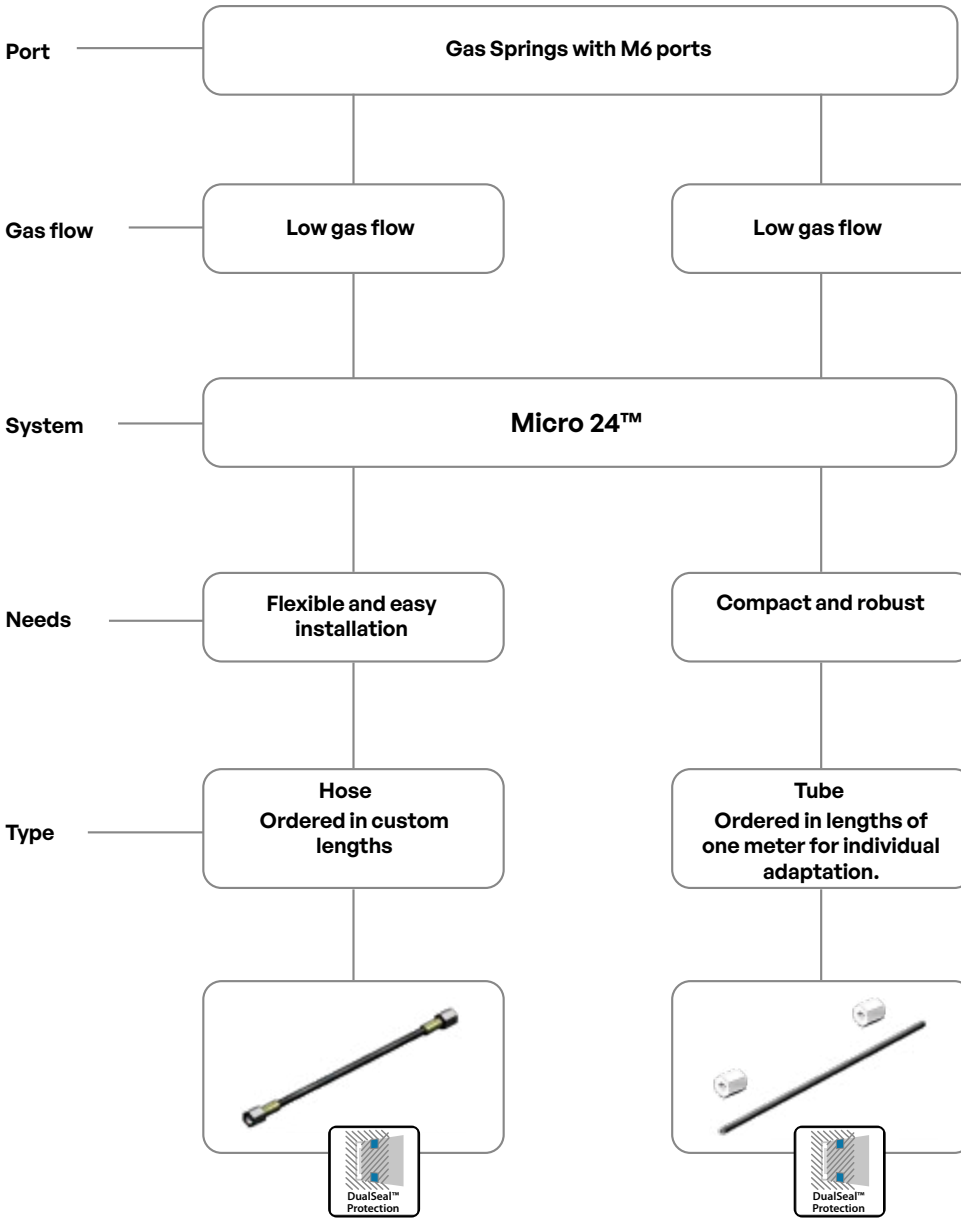 Port
Gas Springs with M6 ports
Gas flow
Low gas flow
Low gas flow
System
Micro 24™
Needs
Flexible and easy
installation
Compact and robust
Type
Hose
Ordered in custom
lengths
Tube
Ordered in lengths of
one meter for individual
adaptation.
DualSeal™
Protection
DualSeal™
Protection